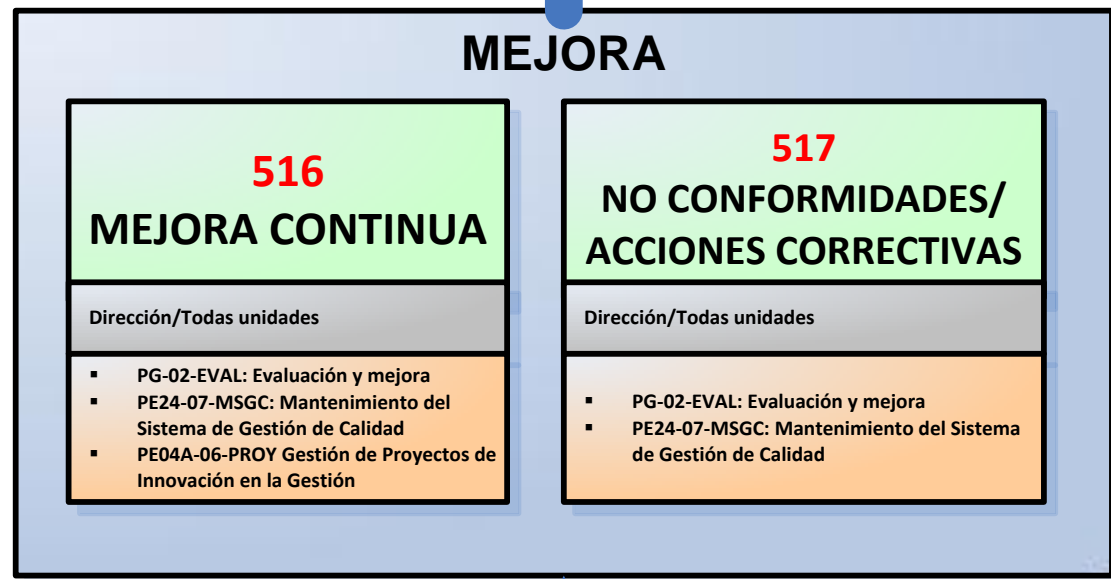 MEJORA
516
MEJORA CONTINUA
Dirección/Todas unidades
▪ PG-02-EVAL: Evaluación y mejora
▪ PE24-07-MSGC: Mantenimiento del
Sistema de Gestión de Calidad
▪ PE04A-06-PROY Gestión de Proyectos de
Innovación en la Gestión
517
NO CONFORMIDADES/
ACCIONES CORRECTIVAS
Dirección/Todas unidades
▪ PG-02-EVAL: Evaluación y mejora
▪ PE24-07-MSGC: Mantenimiento del Sistema
de Gestión de Calidad